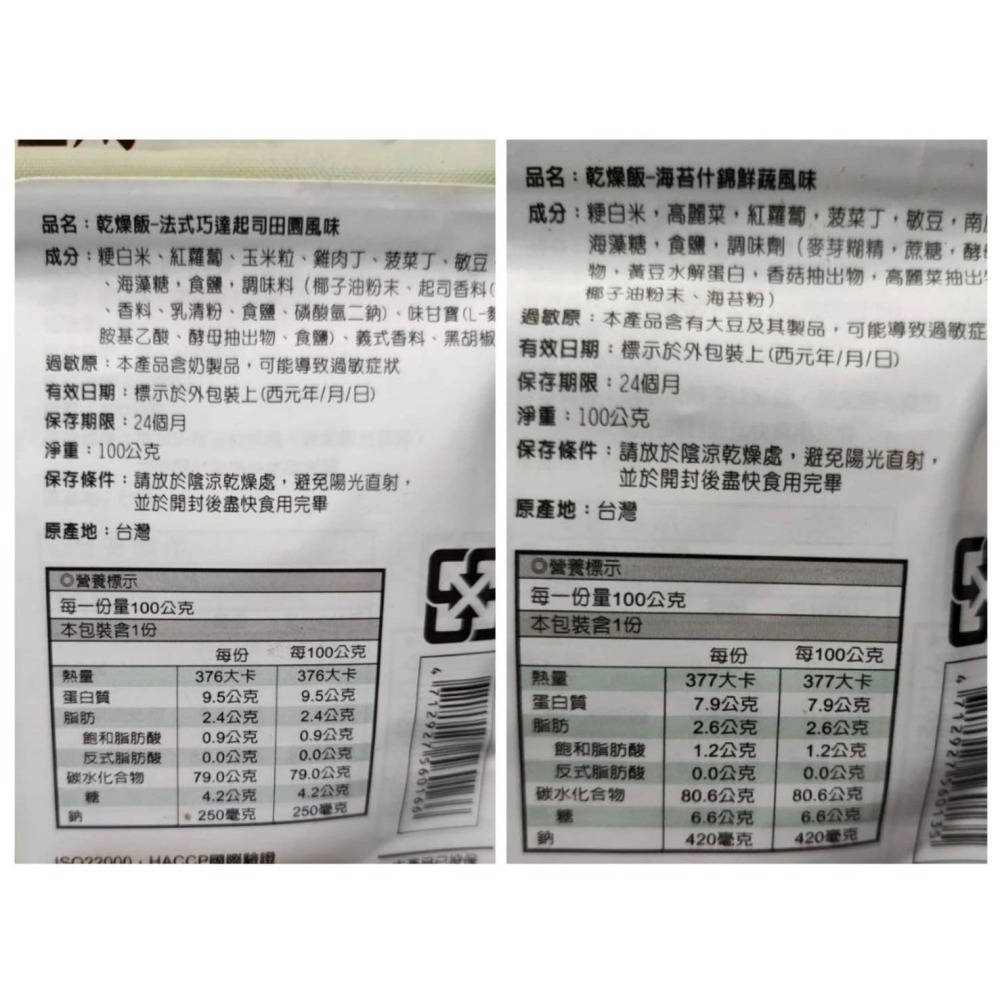 品名：乾燥飯-法式巧達起司田園風味
成分：粳白米、紅蘿蔔、玉米粒、雞肉丁、菠菜丁、敏豆
、海藻糖，食鹽，調味料（椰子油粉末、起司香料(
、香料、乳清粉、食鹽、磷酸氫二鈉)、味甘寶(L-麩
胺基乙酸、酵母抽出物、食鹽)、義式香料、黑胡椒
過敏原：本產品含奶製品，可能導致過敏症狀
有效日期：標示於外包裝上(西元年/月/日)
保存期限：24個月
淨重：100公克
保存條件：請放於陰涼乾燥處，避免陽光直射，
並於開封後盡快食用完畢
原產地：台灣
◎營養標示
每一份量100公克
本包裝含1份
每份 每100公克
熱量 376大卡 376大卡
蛋白質 9.5公克 9.5公克
脂肪 2.4公克 2.4公克
飽和脂肪酸 0.9公克 0.9公克
反式脂肪酸 0.0公克 0.0公克
碳水化合物 79.0公克 79.0公克
糖 4.2公克 4.2公克
鈉 250毫克 250毫克
4 712927 560166
ISO22000，HACCP國際驗證
品名：乾燥飯-海苔什錦鮮蔬風味
成分：粳白米，高麗菜，紅蘿蔔，菠菜丁，敏豆，南
海藻糖，食鹽，調味劑（麥芽糊精，蔗糖，酵
物，黃豆水解蛋白，香菇抽出物，高麗菜抽出
椰子油粉末、海苔粉）
過敏原：本產品含有大豆及其製品，可能導致過敏症
有效日期：標示於外包裝上(西元年/月/日)
保存期限：24個月
淨重：100公克
保存條件：請放於陰涼乾燥處，避免陽光直射，
並於開封後盡快食用完畢
原產地：台灣
◎營養標示
每一份量100公克
本包裝含1份
每份 每100公克
熱量 377大卡 377大卡
蛋白質 7.9公克 7.9公克
脂肪 2.6公克 2.6公克
飽和脂肪酸 1.2公克 1.2公克
反式脂肪酸 0.0公克 0.0公克
碳水化合物 80.6公克 80.6公克
糖 6.6公克 6.6公克
鈉 420毫克 420毫克
4 712927 560135